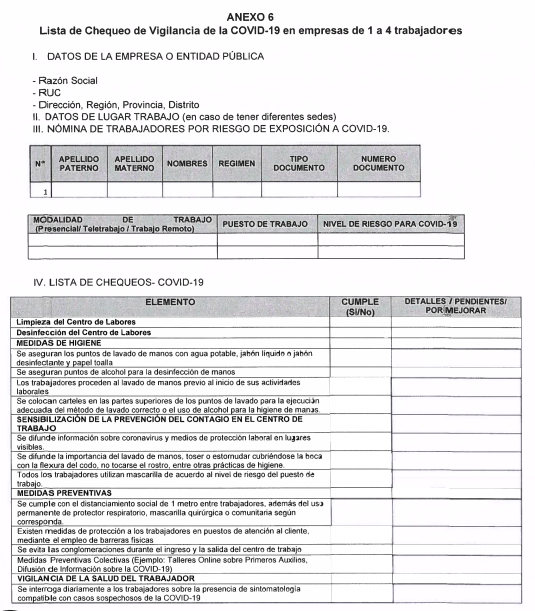 ANEXO 6
Lista de Chequeo de Vigilancia de la COVID-19 en empresas de 1 a 4 trabajadores
I. DATOS DE LA EMPRESA O ENTIDAD PÚBLICA
- Razón Social
- RUC
- Dirección, Región, Provincia, Distrito
II. DATOS DE LUGAR TRABAJO (en caso de tener diferentes sedes)
III. NÓMINA DE TRABAJADORES POR RIESGO DE EXPOSICIÓN A COVID-19.
N° APELLIDO PATERNO APELLIDO MATERNO NOMBRES REGIMEN TIPO DOCUMENTO NUMERO DOCUMENTO
1
MODALIDAD DE TRABAJO PUESTO DE TRABAJO NIVEL DE RIESGO PARA COVID-19
(Presencial/ Teletrabajo / Trabajo Remoto)
IV. LISTA DE CHEQUEOS- COVID-19
ELEMENTO CUMPLE (Si/No) DETALLES / PENDIENTES/ POR MEJORAR
Limpieza del Centro de Labores
Desinfección del Centro de Labores
MEDIDAS DE HIGIENE
Se aseguran los puntos de lavado de manos con agua potable, jabón líquido o jabón
desinfectante y papel toalla
Se aseguran puntos de alcohol para la desinfección de manos
Los trabajadores proceden al lavado de manos previo al inicio de sus actividades
laborales
Se colocan carteles en las partes superiores de los puntos de lavado para la ejecución
adecuada del método de lavado correcto o el uso de alcohol para la higiene de manos.
SENSIBILIZACIÓN DE LA PREVENCIÓN DEL CONTAGIO EN EL CENTRO DE
TRABAJO
Se difunde información sobre coronavirus y medios de protección laboral en lugares
visibles.
Se difunde la importancia del lavado de manos, toser o estornudar cubriéndose la boca
con la flexura del codo, no tocarse el rostro, entre otras prácticas de higiene.
Todos los trabajadores utilizan mascarilla de acuerdo al nivel de riesgo del puesto de
trabajo.
MEDIDAS PREVENTIVAS
Se cumple con el distanciamiento social de 1 metro entre trabajadores, además del uso
permanente de protector respiratorio, mascarilla quirúrgica o comunitaria según
corresponda.
Existen medidas de protección a los trabajadores en puestos de atención al cliente,
mediante el empleo de barreras físicas
Se evita las conglomeraciones durante el ingreso y la salida del centro de trabajo
Medidas Preventivas Colectivas (Ejemplo: Talleres Online sobre Primeros Auxilios,
Difusión de Información sobre la COVID-19)
VIGILANCIA DE LA SALUD DEL TRABAJADOR
Se interroga diariamente a los trabajadores sobre la presencia de sintomatología
compatible con casos sospechosos de la COVID-19